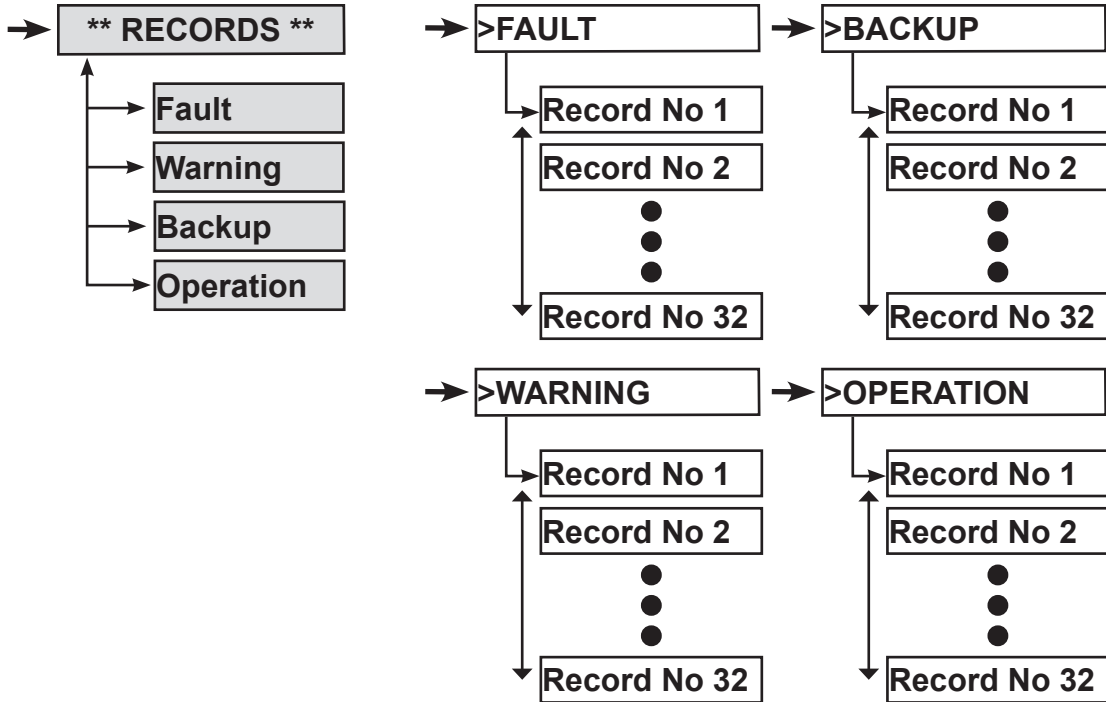 ** RECORDS **
Fault
Warning
Backup
Operation
>FAULT
Record No 1
Record No 2
Record No 32
>BACKUP
Record No 1
Record No 2
Record No 32
>WARNING
Record No 1
Record No 2
Record No 32
>OPERATION
Record No 1
Record No 2
Record No 32